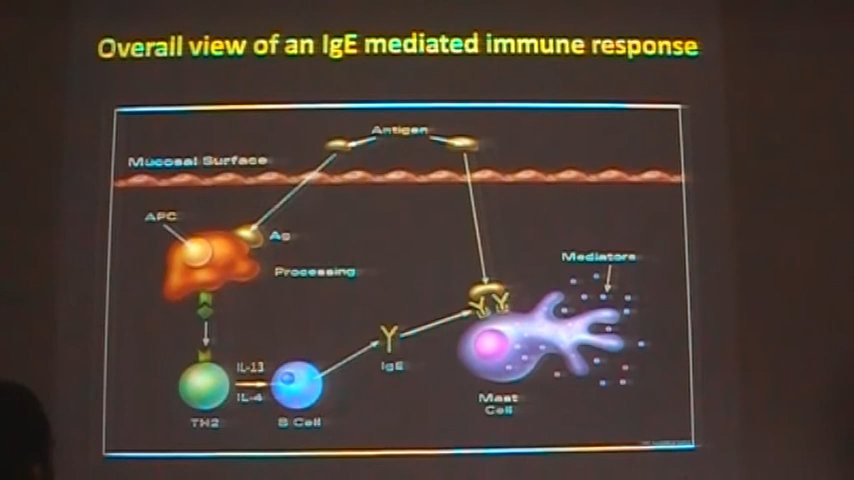 Overall view of an IgE mediated immune response
Antigen
Mucosal Surface
APC
Ag
Processing
Mediators
IL-13
IL-4
IgE
TH2
B Cell
Mast
Cell